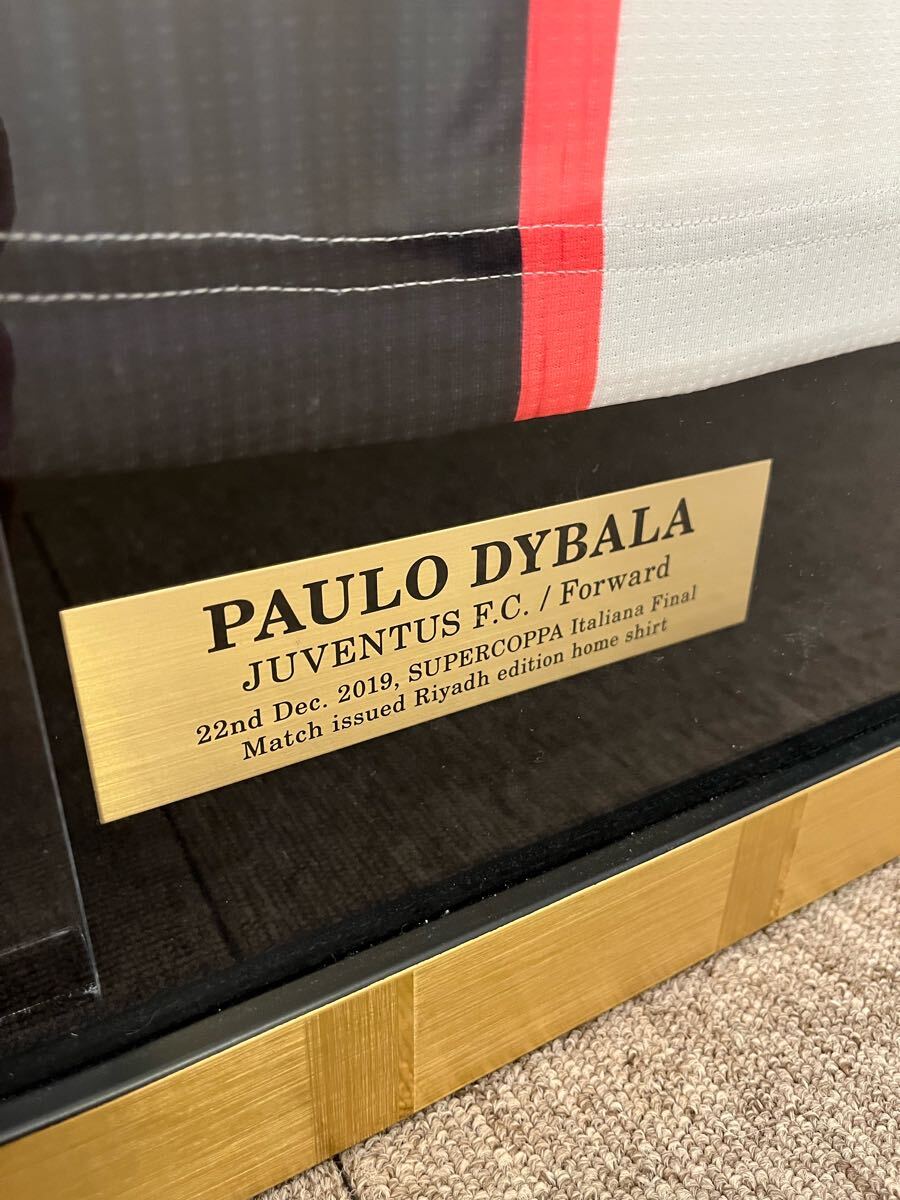 PAULO DYBALA
JUVENTUS F.C. / Forward
22nd Dec. 2019, SUPERCOPPA Italiana Final
Match issued Riyadh edition home shirt